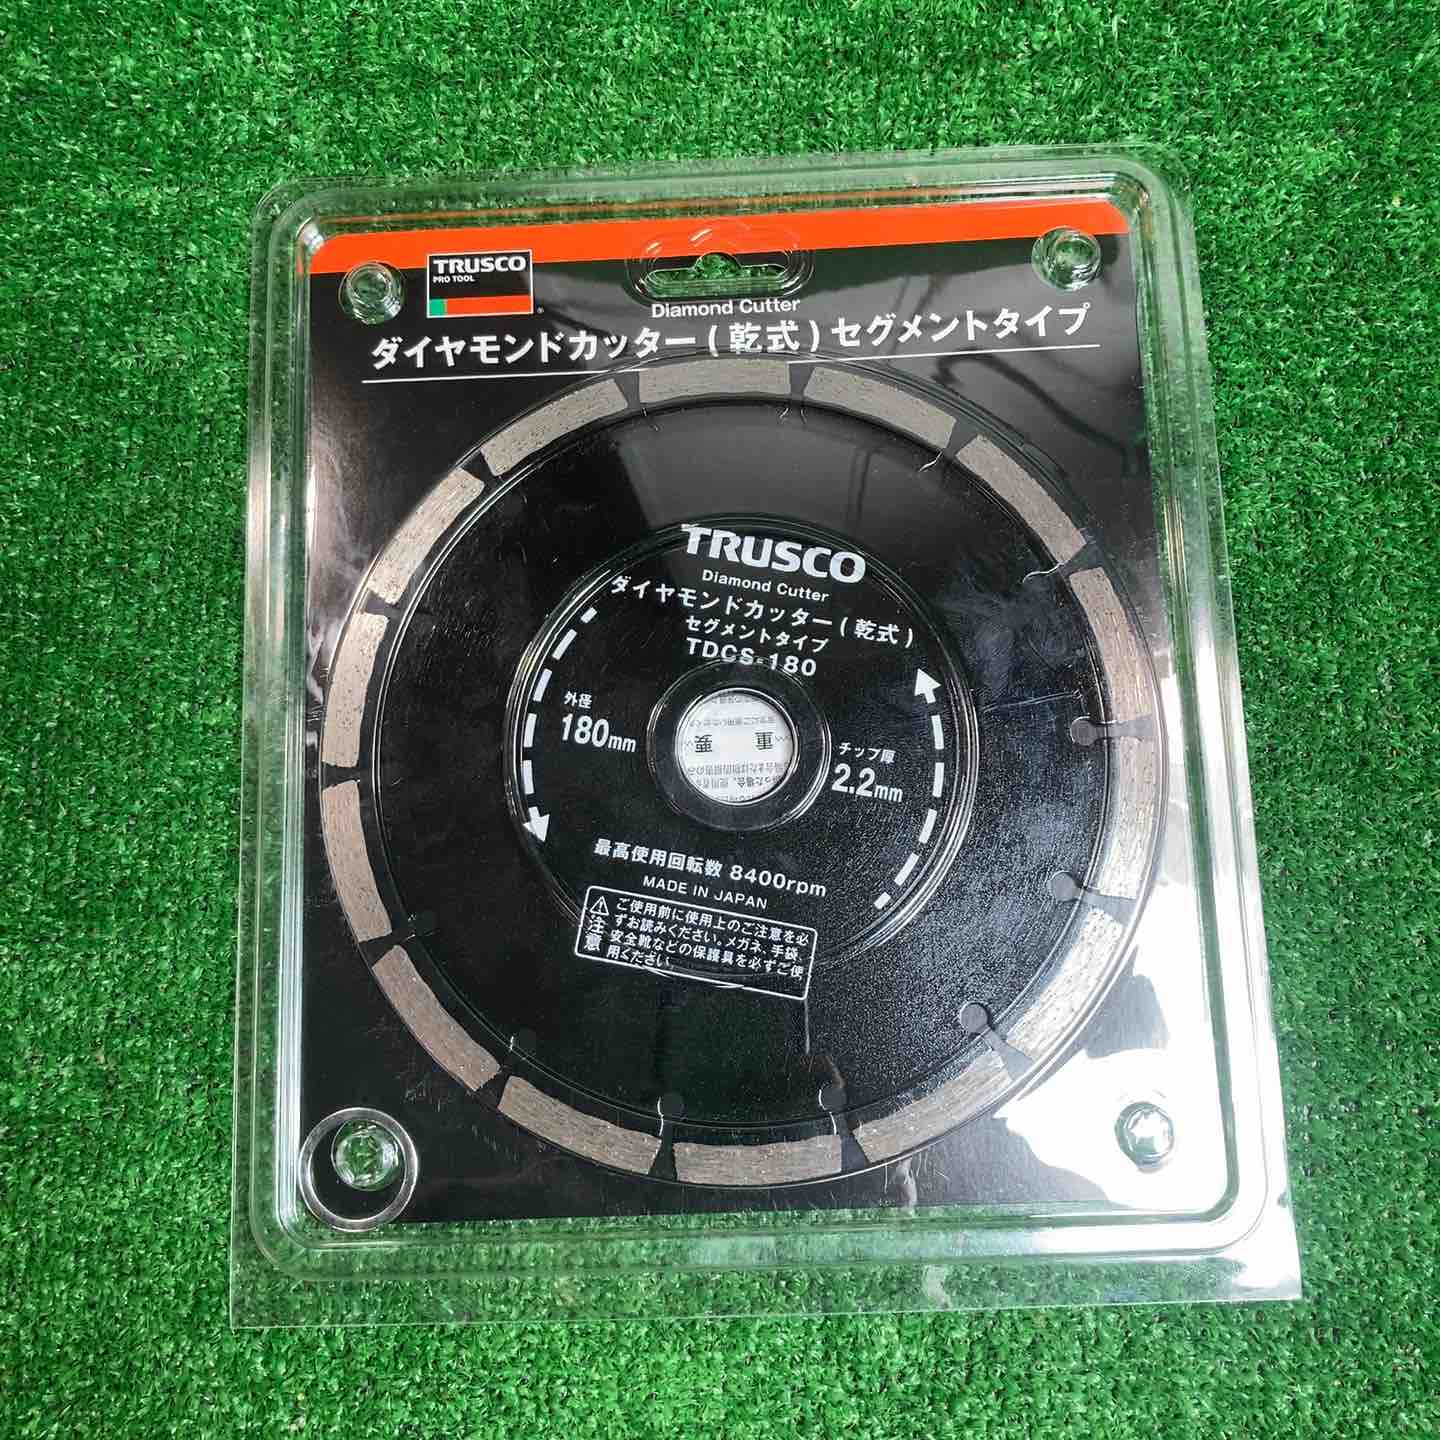 TRUSCO
PRO TOOL
Diamond Cutter
ダイヤモンドカッター(乾式)セグメントタイプ
TRUSCO
Diamond Cutter
ダイヤモンドカッター(乾式)
セグメントタイプ
TDCS-180
外径
180mm
チップ厚
2.2mm
重要
最高使用回転数 8400rpm
MADE IN JAPAN
注意
ご使用前に使用上のご注意を必
ずお読みください。メガネ、手袋、
安全靴などの保護具を必ずご使
用ください。